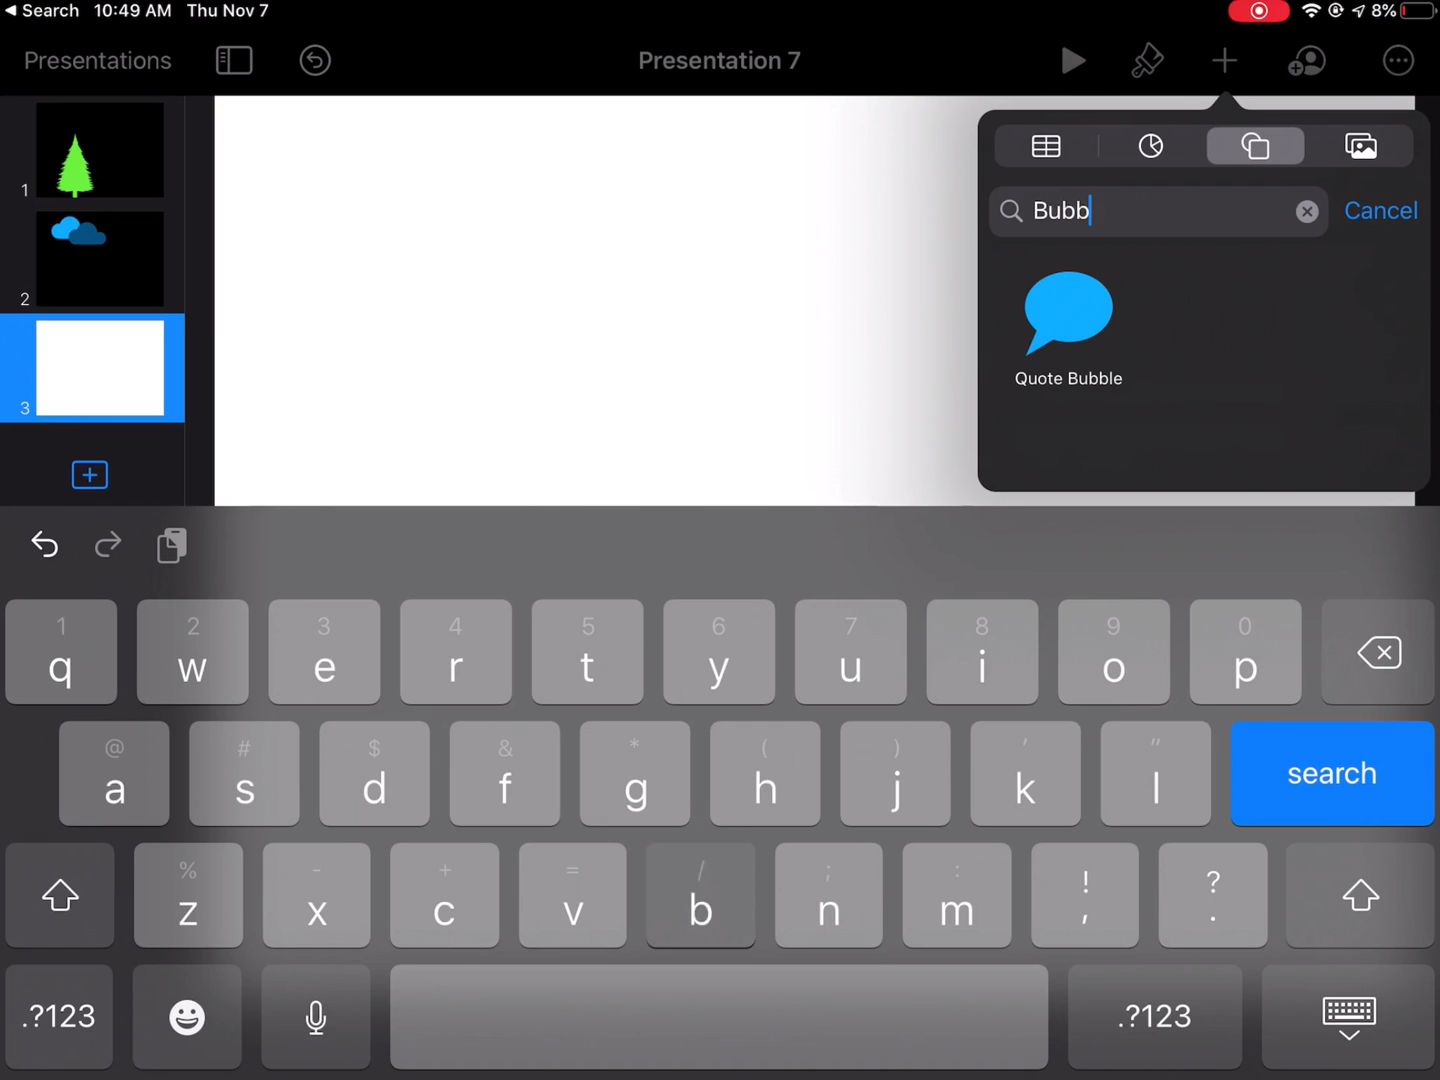 Search 10:49 AM Thu Nov 7 8%
Presentations Presentation 7
1
2
3
Bubb Cancel
Quote Bubble
1 2 3 4 5 6 7 8 9 0
q w e r t y u i o p
@ # $ & * ( ) ' "
a s d f g h j k l search
% - + = / ; : ! ?
z x c v b n m , .
.?123 .?123